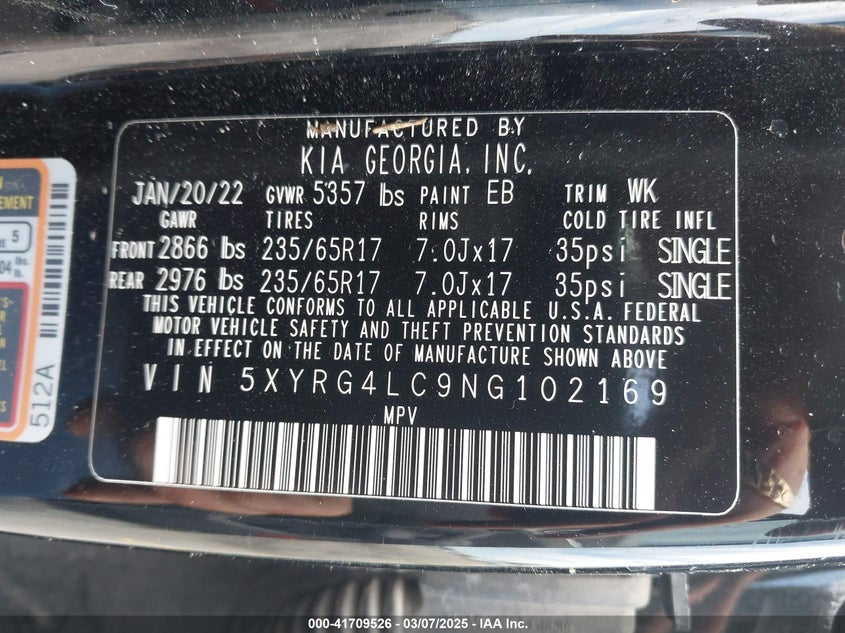 MANUFACTURED BY
KIA GEORGIA, INC.
JAN/20/22 GVWR 5357 lbs PAINT EB TRIM WK
GAWR TIRES RIMS COLD TIRE INFL
FRONT 2866 lbs 235/65R17 7.0Jx17 35psi SINGLE
REAR 2976 lbs 235/65R17 7.0Jx17 35psi SINGLE
THIS VEHICLE CONFORMS TO ALL APPLICABLE U.S.A. FEDERAL
MOTOR VEHICLE SAFETY AND THEFT PREVENTION STANDARDS
IN EFFECT ON THE DATE OF MANUFACTURE SHOWN ABOVE
VIN 5XYRG4LC9NG102169
MPV
5
512A
000-41709526 - 03/07/2025 - IAA Inc.